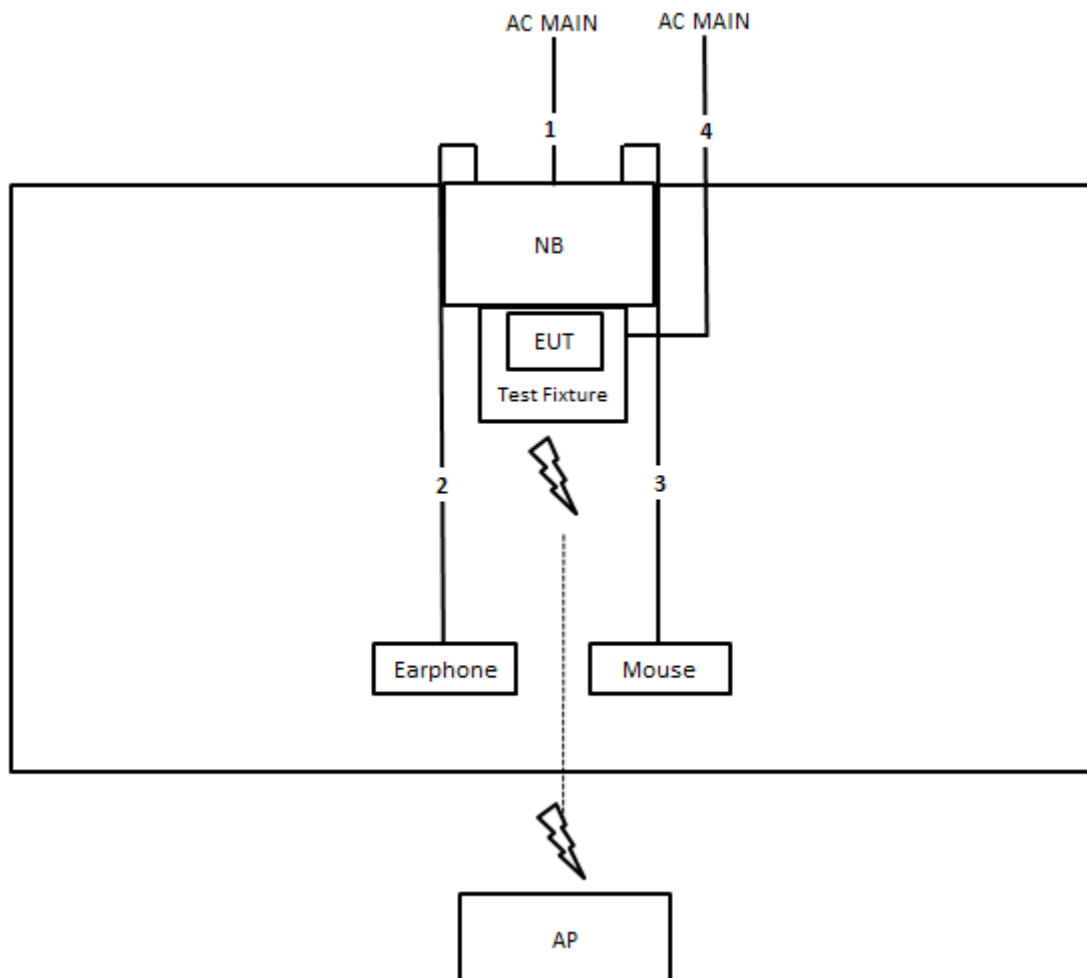 AC MAIN
AC MAIN
1
4
NB
EUT
Test Fixture
2
3
Earphone
Mouse
AP